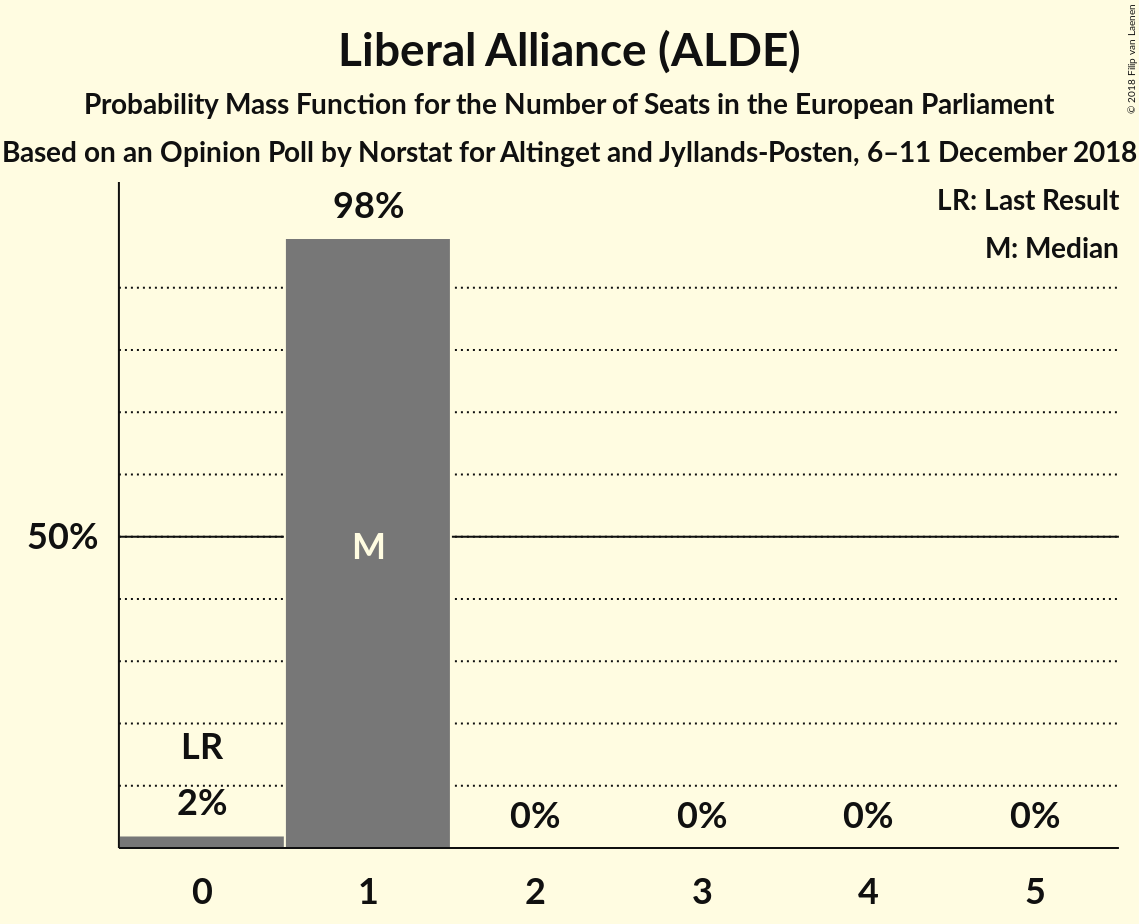 Liberal Alliance (ALDE)
Probability Mass Function for the Number of Seats in the European Parliament
Based on an Opinion Poll by Norstat for Altinget and Jyllands-Posten, 6–11 December 2018
© 2018 Filip van Laenen
LR: Last Result
M: Median
98%
50%
M
LR
2%
0%
0%
0%
0%
0
1
2
3
4
5